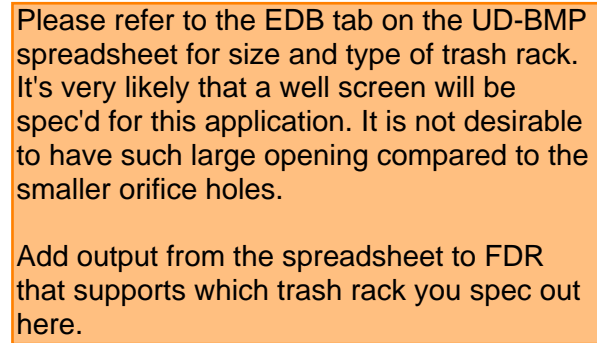 Please refer to the EDB tab on the UD-BMP
spreadsheet for size and type of trash rack.
It's very likely that a well screen will be
spec'd for this application. It is not desirable
to have such large opening compared to the
smaller orifice holes.

Add output from the spreadsheet to FDR
that supports which trash rack you spec out
here.